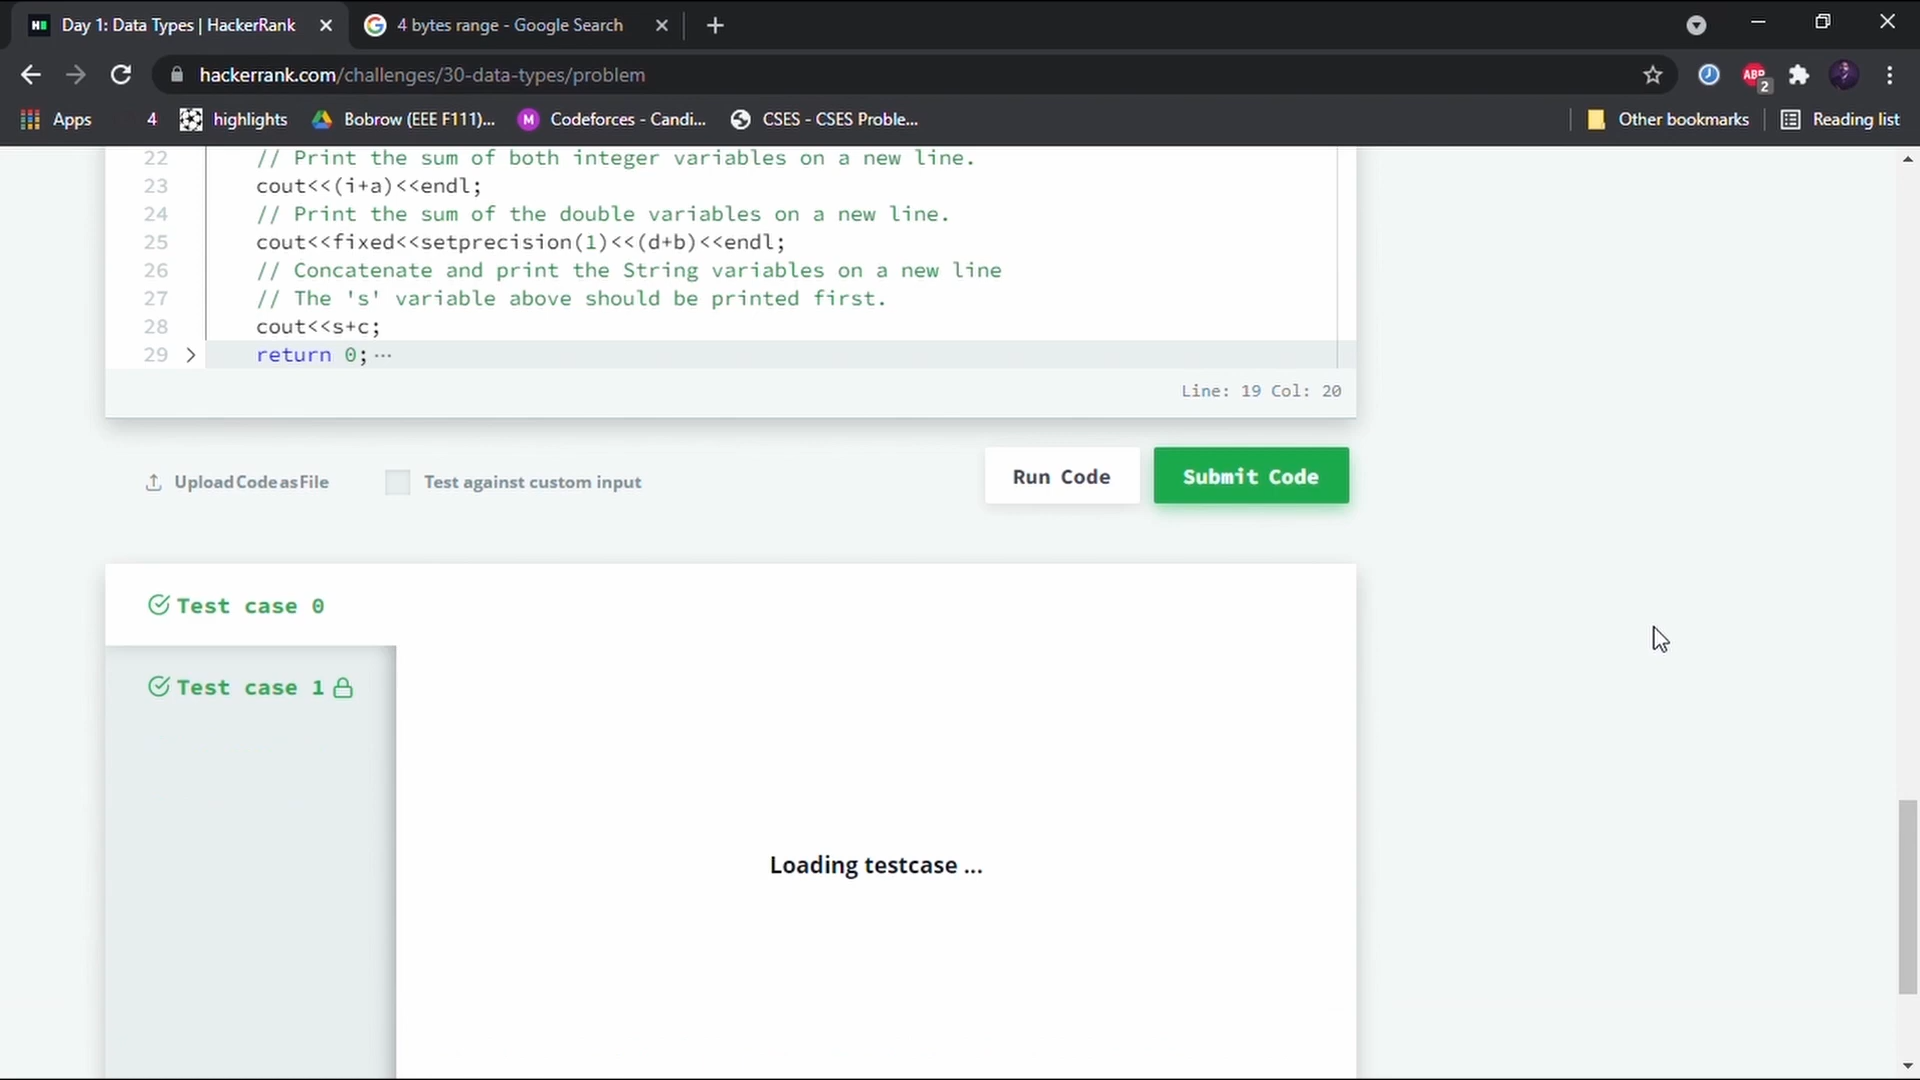 Day 1: Data Types | HackerRank
4 bytes range - Google Search
hackerrank.com/challenges/30-data-types/problem
ABP
2
Apps
4
highlights
Bobrow (EEE F111)...
M
Codeforces - Candi...
CSES - CSES Proble...
Other bookmarks
Reading list
22 // Print the sum of both integer variables on a new line.
23 cout<<(i+a)<<endl;
24 // Print the sum of the double variables on a new line.
25 cout<<fixed<<setprecision(1)<<(d+b)<<endl;
26 // Concatenate and print the String variables on a new line
27 // The 's' variable above should be printed first.
28 cout<<s+c;
29 return 0; ...
Line: 19 Col: 20
Upload Code as File
Test against custom input
Run Code
Submit Code
Test case 0
Test case 1
Loading testcase ...